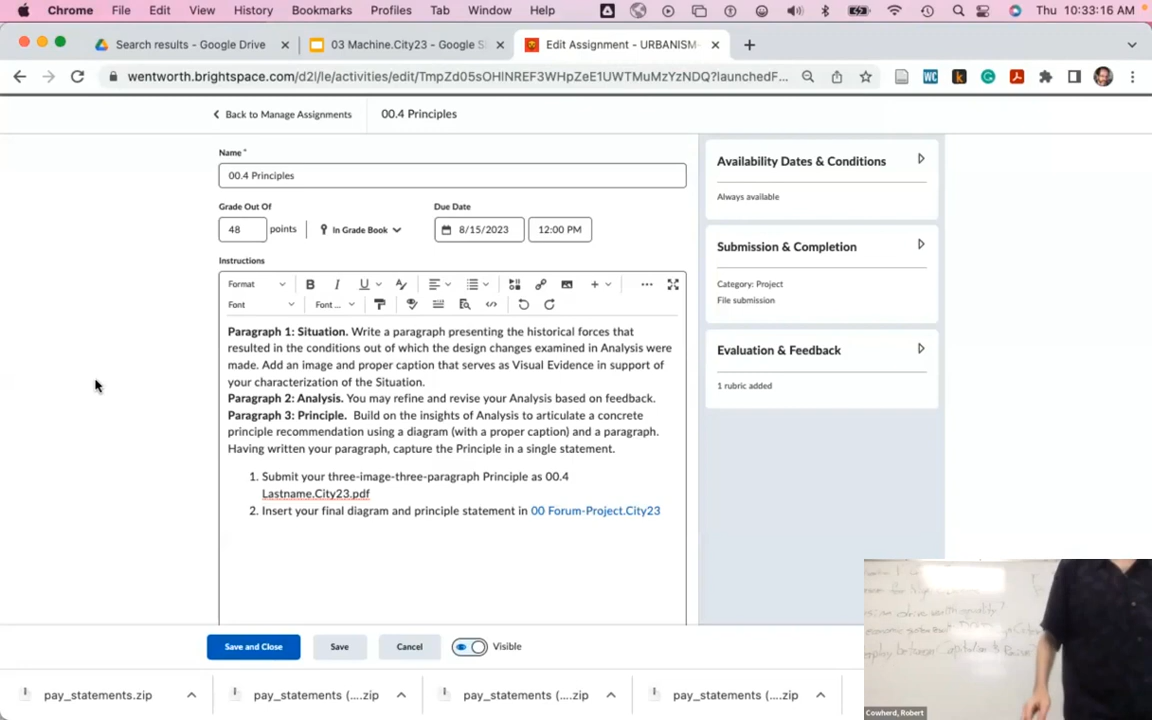 Chrome File Edit View History Bookmarks Profiles Tab Window Help Thu 10:33:16 AM
Search results - Google Drive 03 Machine.City23 - Google S Edit Assignment - URBANISM-
wentworth.brightspace.com/d2l/le/activities/edit/TmpZd05sOHlNREF3WHpZeE1UWTMuMzYzNDQ?launchedF...
Back to Manage Assignments 00.4 Principles
Name *
00.4 Principles
Grade Out Of Due Date
48 points In Grade Book 8/15/2023 12:00 PM
Instructions
Format B I U
Font Font ...
Paragraph 1: Situation. Write a paragraph presenting the historical forces that
resulted in the conditions out of which the design changes examined in Analysis were
made. Add an image and proper caption that serves as Visual Evidence in support of
your characterization of the Situation.
Paragraph 2: Analysis. You may refine and revise your Analysis based on feedback.
Paragraph 3: Principle. Build on the insights of Analysis to articulate a concrete
principle recommendation using a diagram (with a proper caption) and a paragraph.
Having written your paragraph, capture the Principle in a single statement.
1. Submit your three-image-three-paragraph Principle as 00.4
Lastname.City23.pdf
2. Insert your final diagram and principle statement in 00 Forum-Project.City23
Availability Dates & Conditions
Always available
Submission & Completion
Category: Project
File submission
Evaluation & Feedback
1 rubric added
Save and Close Save Cancel Visible
pay_statements.zip pay_statements (....zip pay_statements (....zip pay_statements (....zip
Cowherd, Robert